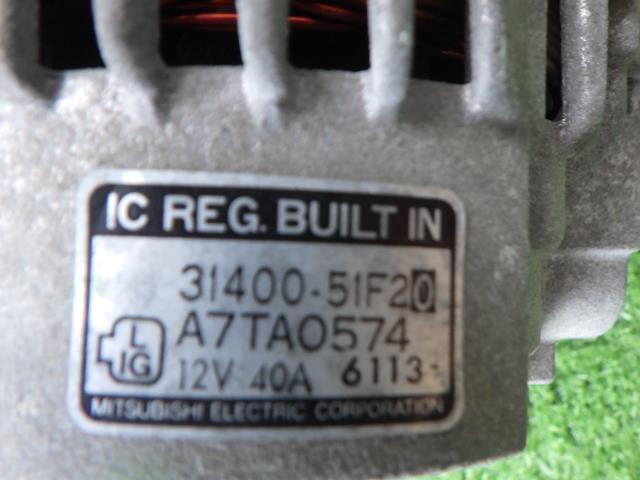 IC REG. BUILT IN
31400-51F20
A7TA0574
L
IG
12V 40A 6113-
MITSUBISHI ELECTRIC CORPORATION